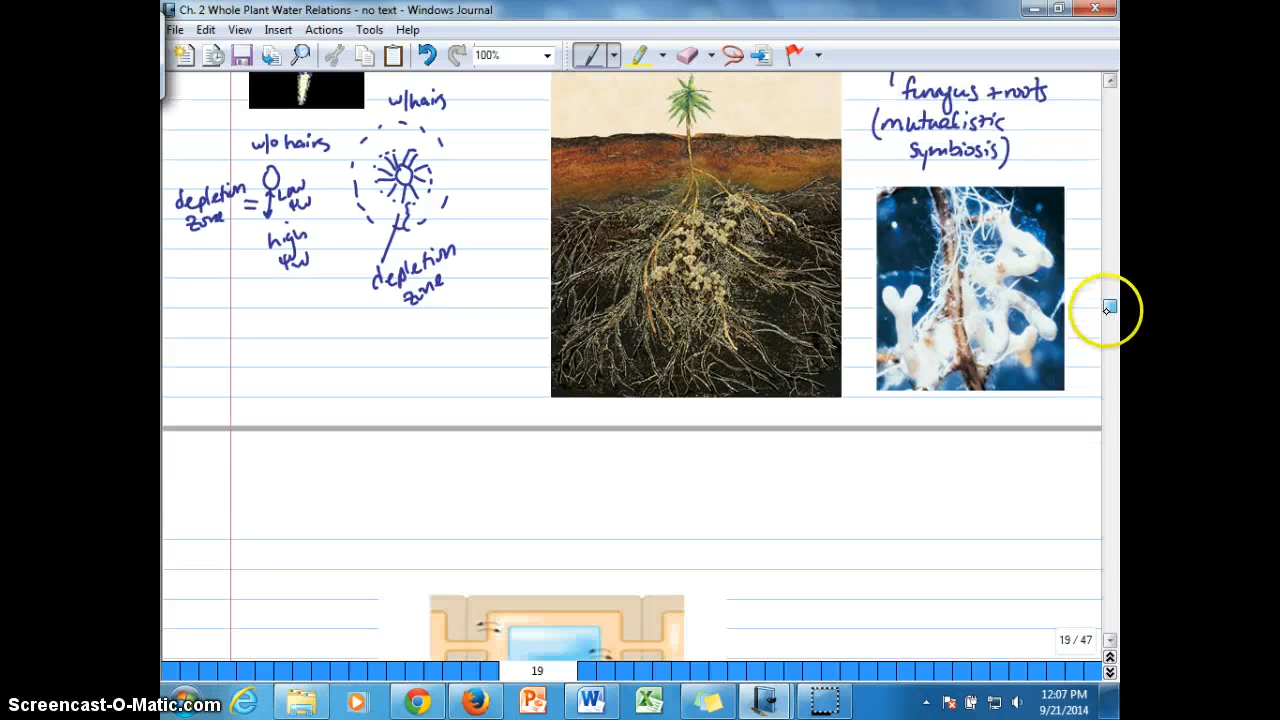 Ch. 2 Whole Plant Water Relations - no text - Windows Journal
File Edit View Insert Actions Tools Help
100%
w/hairs
w/o hairs
depletion
zone
=
Low
Ψw
high
Ψw
depletion
zone
fungus + roots
(mutualistic
symbiosis)
19 / 47
19
12:07 PM
9/21/2014
Screencast-O-Matic.com